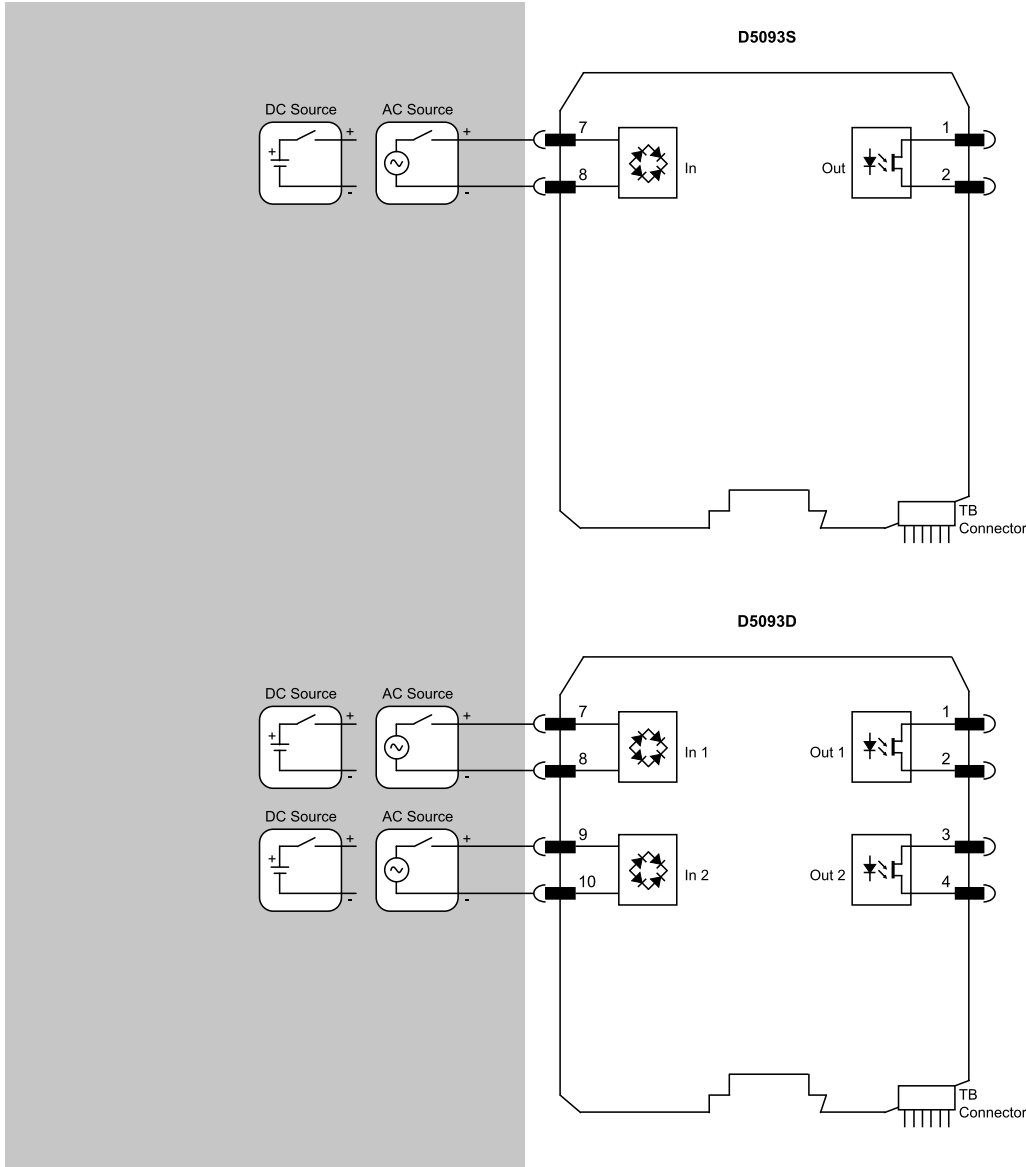 D5093S
DC Source
AC Source
+
+
+
-
-
7
8
In
Out
1
2
TB
Connector
D5093D
DC Source
AC Source
+
+
+
-
-
7
8
In 1
Out 1
1
2
DC Source
AC Source
+
+
+
-
-
9
10
In 2
Out 2
3
4
TB
Connector